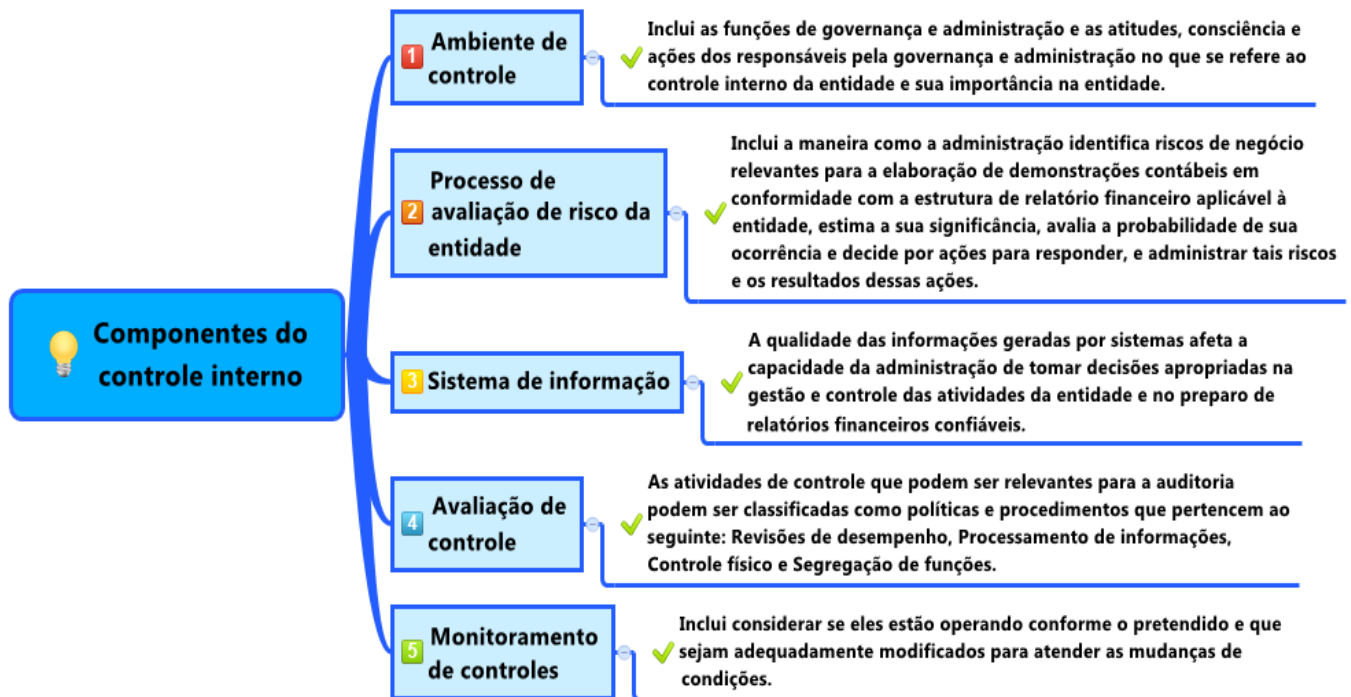 Componentes do
controle interno
1 Ambiente de
controle
Inclui as funções de governança e administração e as atitudes, consciência e
ações dos responsáveis pela governança e administração no que se refere ao
controle interno da entidade e sua importância na entidade.
Processo de
2 avaliação de risco da
entidade
Inclui a maneira como a administração identifica riscos de negócio
relevantes para a elaboração de demonstrações contábeis em
conformidade com a estrutura de relatório financeiro aplicável à
entidade, estima a sua significância, avalia a probabilidade de sua
ocorrência e decide por ações para responder, e administrar tais riscos
e os resultados dessas ações.
3 Sistema de informação
A qualidade das informações geradas por sistemas afeta a
capacidade da administração de tomar decisões apropriadas na
gestão e controle das atividades da entidade e no preparo de
relatórios financeiros confiáveis.
4 Avaliação de
controle
As atividades de controle que podem ser relevantes para a auditoria
podem ser classificadas como políticas e procedimentos que pertencem ao
seguinte: Revisões de desempenho, Processamento de informações,
Controle físico e Segregação de funções.
5 Monitoramento
de controles
Inclui considerar se eles estão operando conforme o pretendido e que
sejam adequadamente modificados para atender as mudanças de
condições.